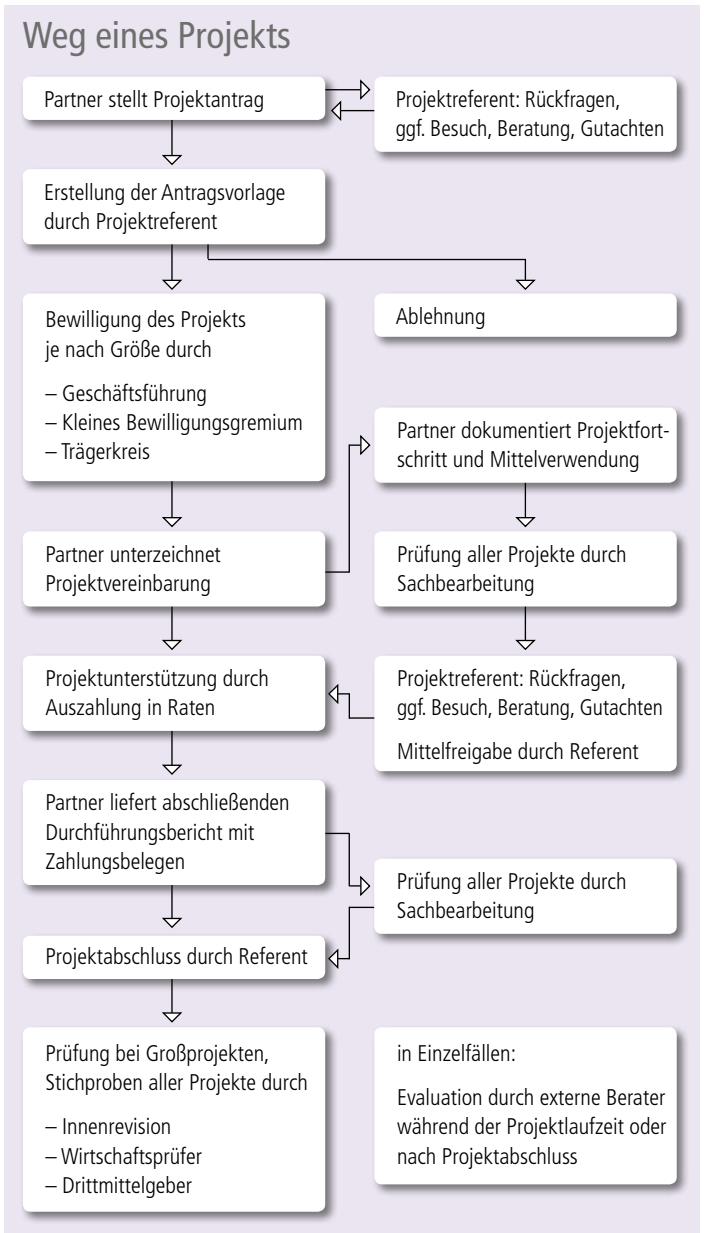 Weg eines Projekts
Partner stellt Projektantrag
Projektreferent: Rückfragen,
ggf. Besuch, Beratung, Gutachten
Erstellung der Antragsvorlage
durch Projektreferent
Bewilligung des Projekts
je nach Größe durch
– Geschäftsführung
– Kleines Bewilligungsgremium
– Trägerkreis
Ablehnung
Partner dokumentiert Projektfort-
schritt und Mittelverwendung
Partner unterzeichnet
Projektvereinbarung
Prüfung aller Projekte durch
Sachbearbeitung
Projektunterstützung durch
Auszahlung in Raten
Projektreferent: Rückfragen,
ggf. Besuch, Beratung, Gutachten
Mittelfreigabe durch Referent
Partner liefert abschließenden
Durchführungsbericht mit
Zahlungsbelegen
Prüfung aller Projekte durch
Sachbearbeitung
Projektabschluss durch Referent
Prüfung bei Großprojekten,
Stichproben aller Projekte durch
– Innenrevision
– Wirtschaftsprüfer
– Drittmittelgeber
in Einzelfällen:
Evaluation durch externe Berater
während der Projektlaufzeit oder
nach Projektabschluss